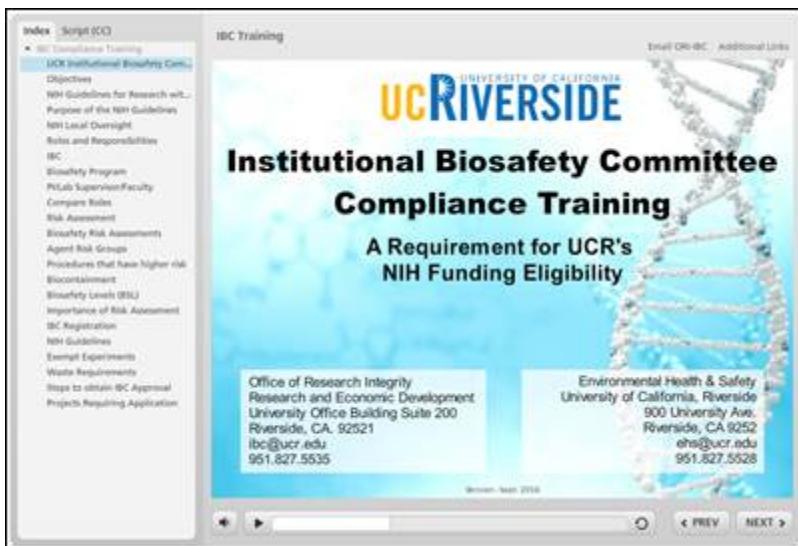 Index Script (CC)
IBC Compliance Training
UCR Institutional Biosafety Com...
Objectives
NIH Guidelines for Research wit...
Purpose of the NIH Guidelines
NIH Local Oversight
Roles and Responsibilities
IBC
Biosafety Program
PI/Lab Supervisor/Faculty
Compare Roles
Risk Assessment
Biosafety Risk Assessments
Agent Risk Groups
Procedures that have higher risk
Biocontainment
Biosafety Levels (BSL)
Importance of Risk Assessment
IBC Registration
NIH Guidelines
Exempt Experiments
Waste Requirements
Steps to obtain IBC Approval
Projects Requiring Application
IBC Training
Email ORI-IBC Additional Links
UNIVERSITY OF CALIFORNIA
UCRIVERSIDE
Institutional Biosafety Committee
Compliance Training
A Requirement for UCR's
NIH Funding Eligibility
Office of Research Integrity
Research and Economic Development
University Office Building Suite 200
Riverside, CA. 92521
ibc@ucr.edu
951.827.5535
Environmental Health & Safety
University of California, Riverside
900 University Ave.
Riverside, CA 9252
ehs@ucr.edu
951.827.5528
Version: Sept 2016
< PREV NEXT >